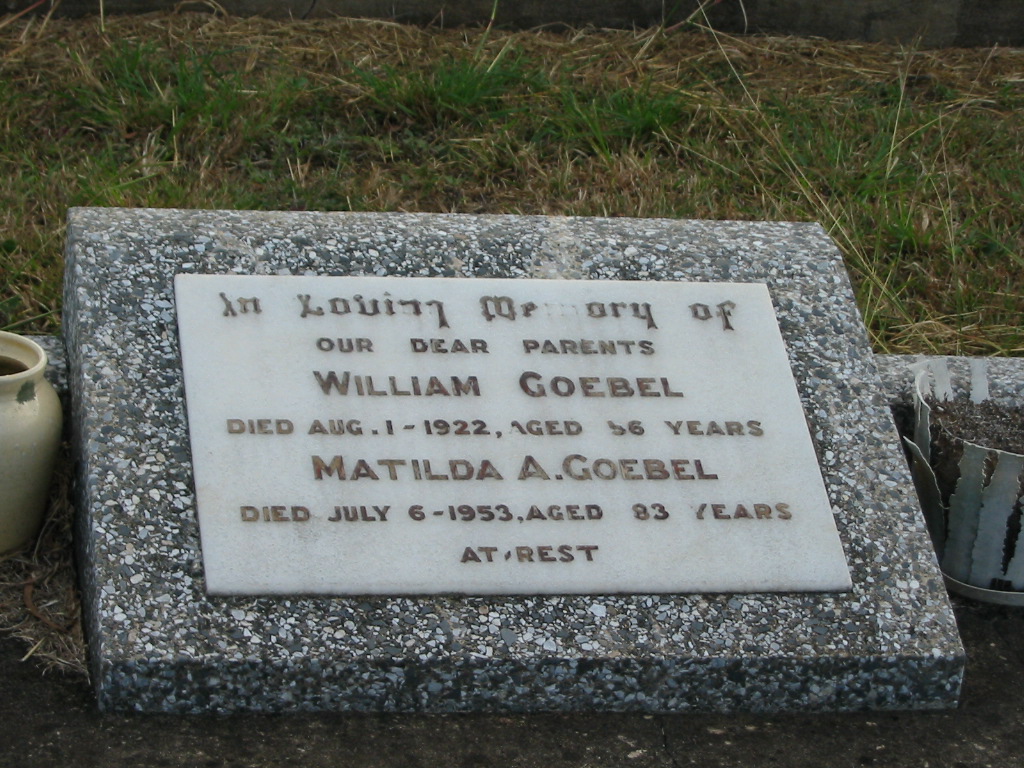 In Loving Memory of
OUR DEAR PARENTS
WILLIAM GOEBEL
DIED AUG. 1-1922, AGED 56 YEARS
MATILDA A. GOEBEL
DIED JULY 6-1953, AGED 83 YEARS
AT REST